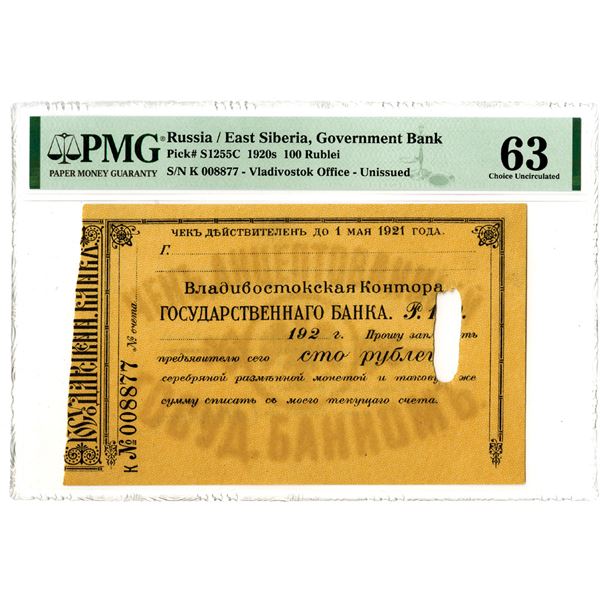 PMG®
PAPER MONEY GUARANTY
Russia / East Siberia, Government Bank
Pick# S1255C 1920s 100 Rublei
S/N K 008877 - Vladivostok Office - Unissued
63
Choice Uncirculated
ЧЕКЪ ДѢЙСТВИТЕЛЕНЪ ДО 1 МАЯ 1921 ГОДА.
Г.
Владивостокская Контора
ГОСУДАРСТВЕННАГО БАНКА. Р. 1
192 г. Прошу
предъявителю сего сто рублей
серебряной размѣнной монетой и же
сумму списать съ моего текущаго счета.
К № 008877
№ счета
БАНКОМЪ.